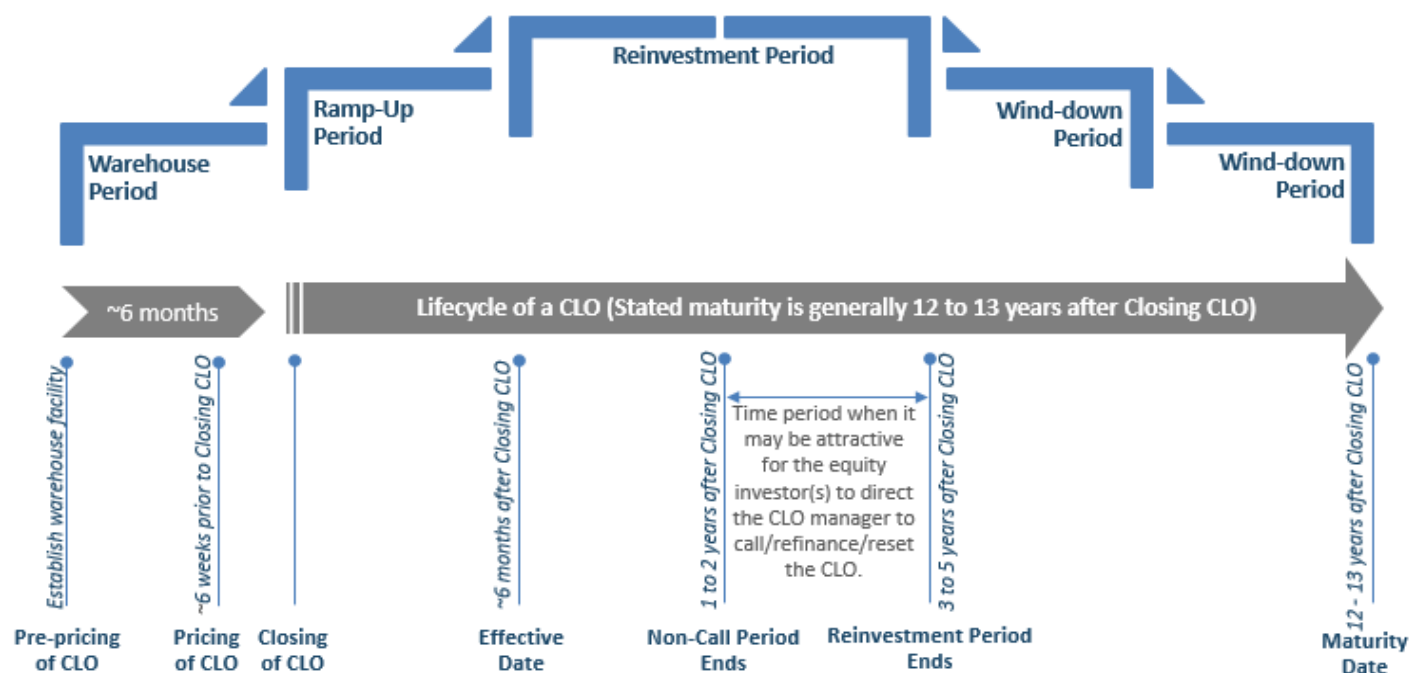 Reinvestment Period
Ramp-Up
Period
Wind-down
Period
Warehouse
Period
Wind-down
Period
~6 months
Lifecycle of a CLO (Stated maturity is generally 12 to 13 years after Closing CLO)
Establish warehouse facility
~6 weeks prior to Closing CLO
~6 months after Closing CLO
1 to 2 years after Closing CLO
Time period when it
may be attractive
for the equity
investor(s) to direct
the CLO manager to
call/refinance/reset
the CLO.
3 to 5 years after Closing CLO
12 - 13 years after Closing CLO
Pre-pricing
of CLO
Pricing
of CLO
Closing
of CLO
Effective
Date
Non-Call Period
Ends
Reinvestment Period
Ends
Maturity
Date